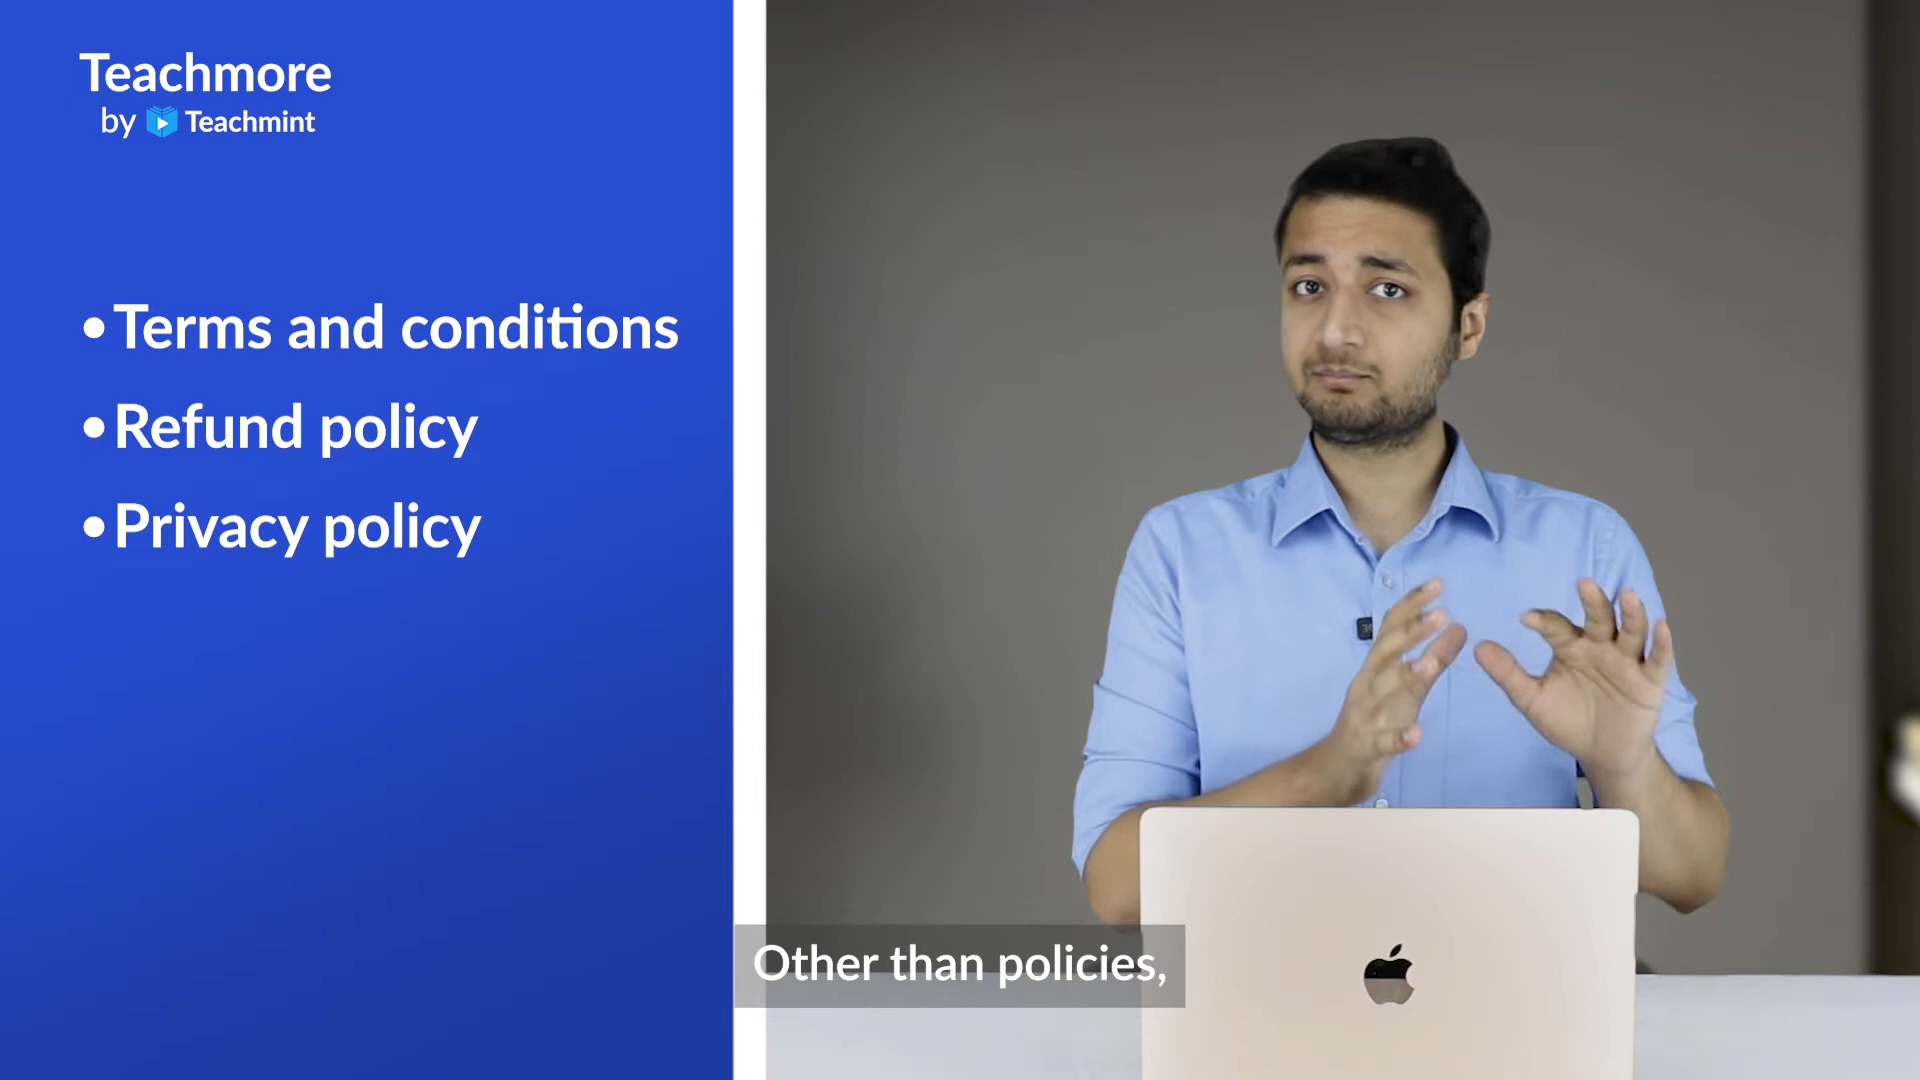 Teachmore
by Teachmint
• Terms and conditions
• Refund policy
• Privacy policy
Other than policies,